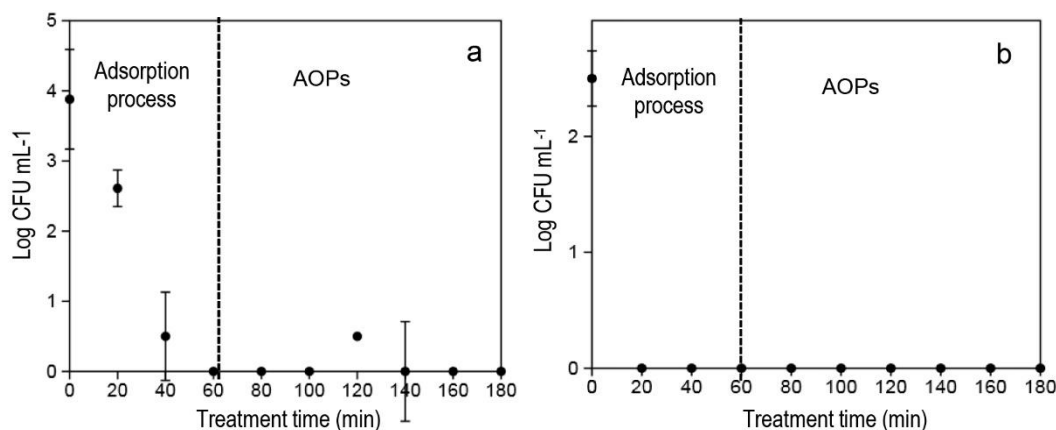 a
Adsorption
process
AOPs
Log CFU mL-1
5
4
3
2
1
0
0 20 40 60 80 100 120 140 160 180
Treatment time (min)
b
Adsorption
process
AOPs
Log CFU mL⁻¹
2
1
0
0 20 40 60 80 100 120 140 160 180
Treatment time (min)